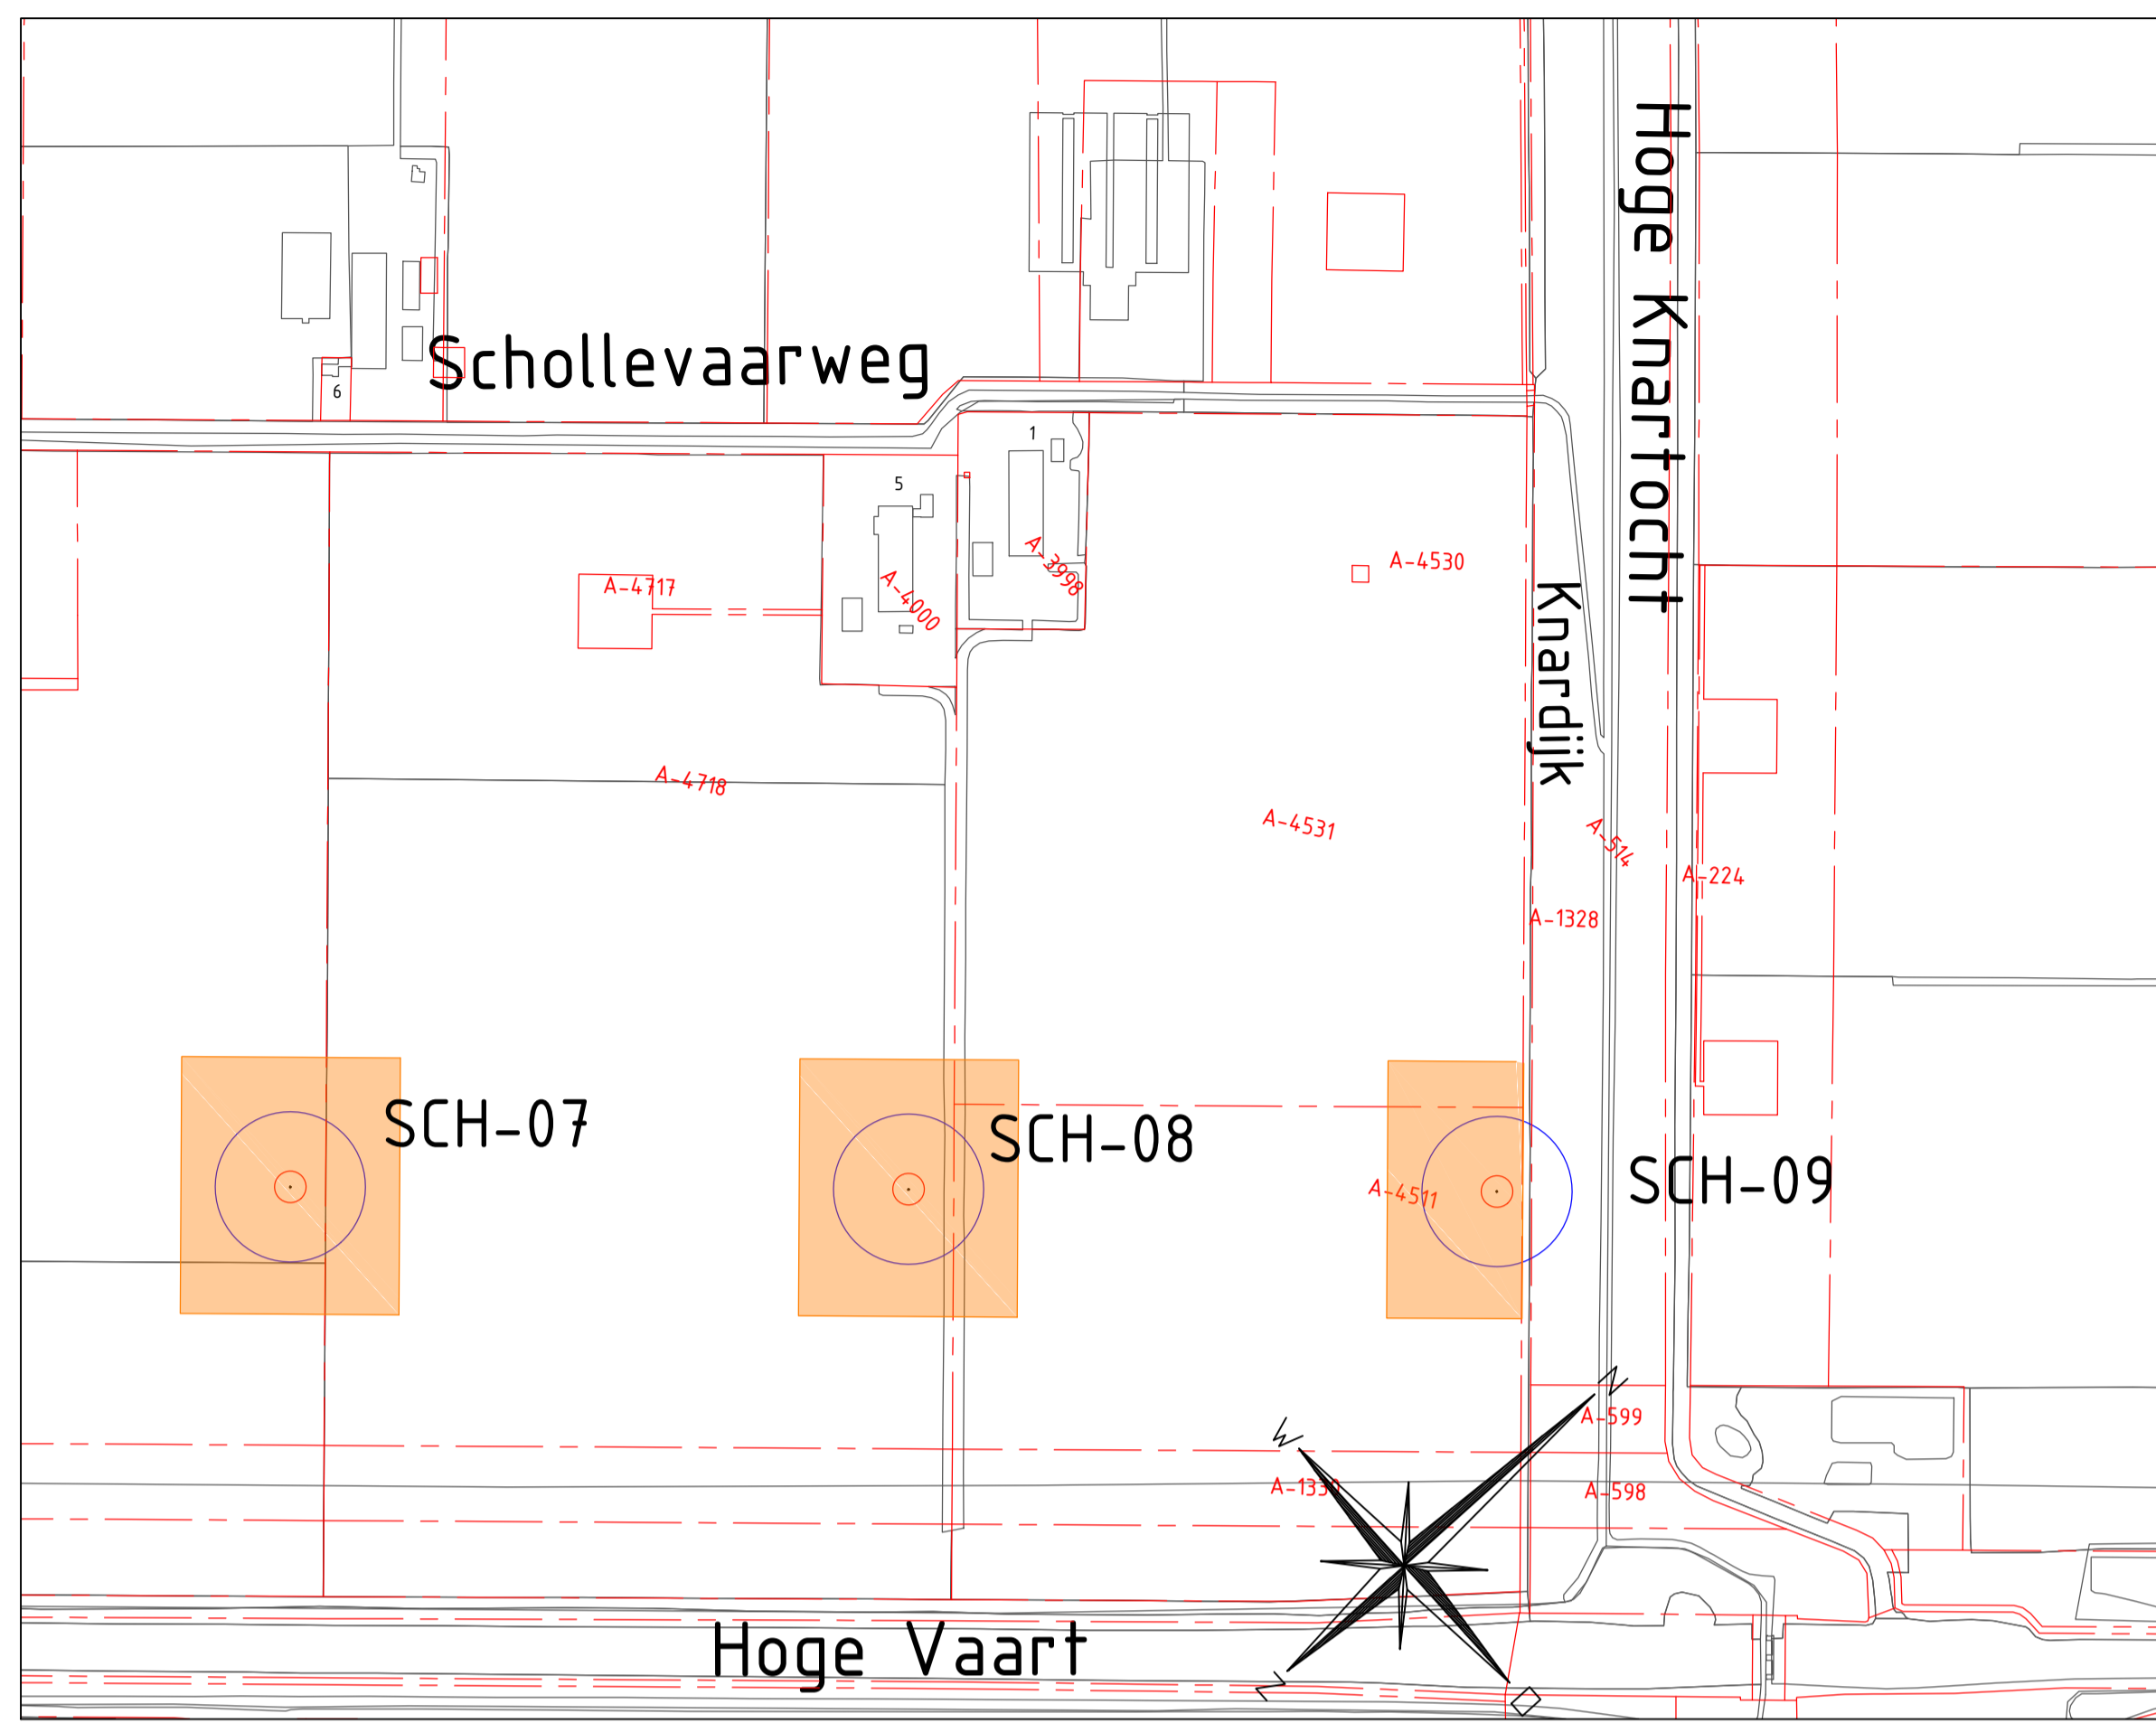 Hoge Knartocht
Schollevaarweg
6
1
5
A-3998
A-4530
A-4717
A-4000
Knardijk
A-4718
A-4531
A-514
A-224
A-1328
SCH-07
SCH-08
SCH-09
A-4511
N
W
A-599
A-1330
A-598
Hoge Vaart
Z
O